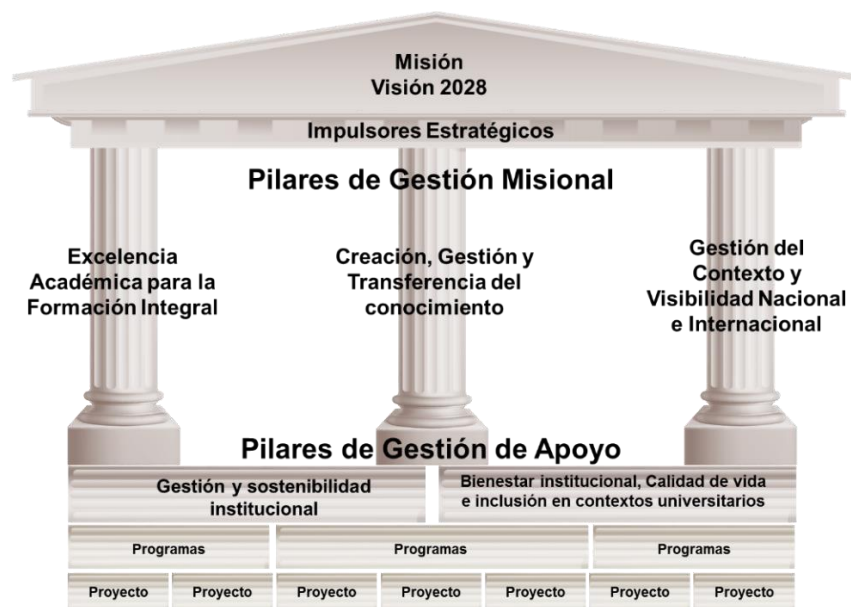 Misión
Visión 2028
Impulsores Estratégicos
Pilares de Gestión Misional
Excelencia
Académica para la
Formación Integral
Creación, Gestión y
Transferencia del
conocimiento
Gestión del
Contexto y
Visibilidad Nacional
e Internacional
Pilares de Gestión de Apoyo
Gestión y sostenibilidad
institucional
Bienestar institucional, Calidad de vida
e inclusión en contextos universitarios
Programas
Programas
Programas
Proyecto
Proyecto
Proyecto
Proyecto
Proyecto
Proyecto
Proyecto